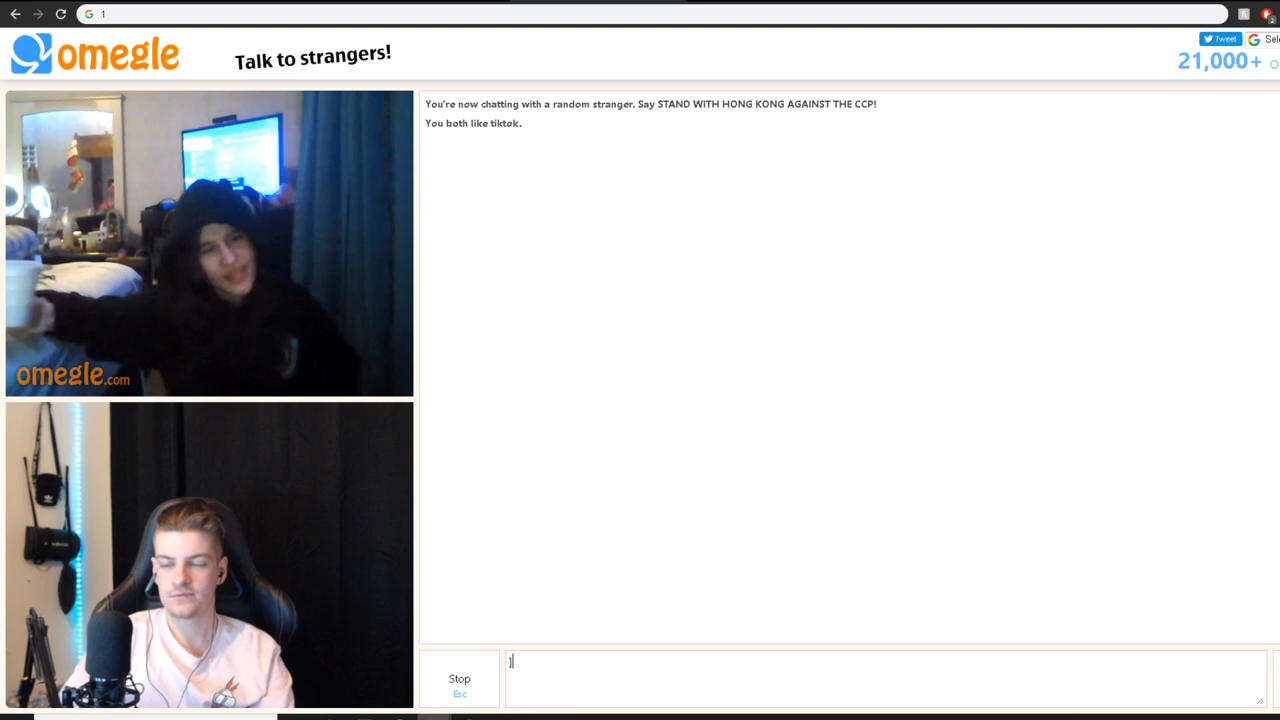 1
omegle
Talk to strangers!
Tweet
21,000+
You're now chatting with a random stranger. Say STAND WITH HONG KONG AGAINST THE CCP!
You both like tiktok.
omegle.com
Stop
Esc